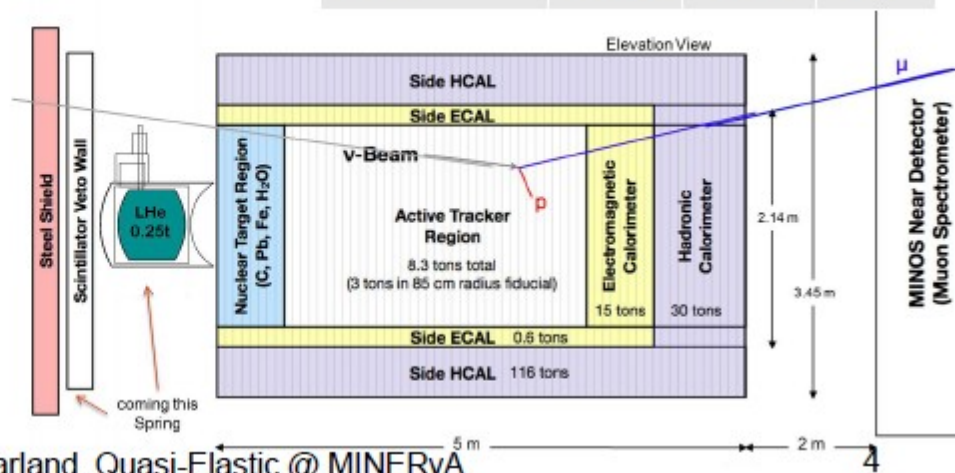 Elevation View
Side HCAL
Side ECAL
Steel Shield
Scintillator Veto Wall
LHe
0.25t
Nuclear Target Region
(C, Pb, Fe, H₂O)
ν-Beam
p
μ
Active Tracker
Region
8.3 tons total
(3 tons in 85 cm radius fiducial)
Electromagnetic
Calorimeter
15 tons
Hadronic
Calorimeter
30 tons
2.14 m
3.45 m
MINOS Near Detector
(Muon Spectrometer)
Side ECAL 0.6 tons
Side HCAL 116 tons
coming this
Spring
5 m
2 m
arland, Quasi-Elastic @ MINERvA
4